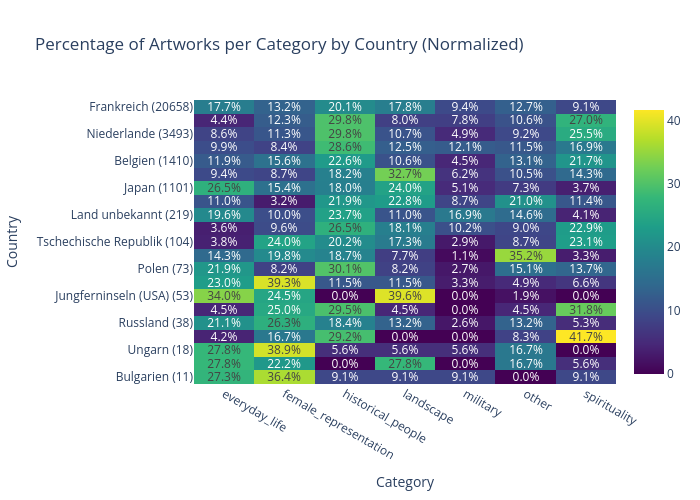 Percentage of Artworks per Category by Country (Normalized)
Frankreich (20658) 17.7% 13.2% 20.1% 17.8% 9.4% 12.7% 9.1%
4.4% 12.3% 29.8% 8.0% 7.8% 10.6% 27.0%
Niederlande (3493) 8.6% 11.3% 29.8% 10.7% 4.9% 9.2% 25.5%
9.9% 8.4% 28.6% 12.5% 12.1% 11.5% 16.9%
Belgien (1410) 11.9% 15.6% 22.6% 10.6% 4.5% 13.1% 21.7%
9.4% 8.7% 18.2% 32.7% 6.2% 10.5% 14.3%
Japan (1101) 26.5% 15.4% 18.0% 24.0% 5.1% 7.3% 3.7%
11.0% 3.2% 21.9% 22.8% 8.7% 21.0% 11.4%
Land unbekannt (219) 19.6% 10.0% 23.7% 11.0% 16.9% 14.6% 4.1%
3.6% 9.6% 26.5% 18.1% 10.2% 9.0% 22.9%
Tschechische Republik (104) 3.8% 24.0% 20.2% 17.3% 2.9% 8.7% 23.1%
14.3% 19.8% 18.7% 7.7% 1.1% 35.2% 3.3%
Polen (73) 21.9% 8.2% 30.1% 8.2% 2.7% 15.1% 13.7%
23.0% 39.3% 11.5% 11.5% 3.3% 4.9% 6.6%
Jungferninseln (USA) (53) 34.0% 24.5% 0.0% 39.6% 0.0% 1.9% 0.0%
4.5% 25.0% 29.5% 4.5% 0.0% 4.5% 31.8%
Russland (38) 21.1% 26.3% 18.4% 13.2% 2.6% 13.2% 5.3%
4.2% 16.7% 29.2% 0.0% 0.0% 8.3% 41.7%
Ungarn (18) 27.8% 38.9% 5.6% 5.6% 5.6% 16.7% 0.0%
27.8% 22.2% 0.0% 27.8% 0.0% 16.7% 5.6%
Bulgarien (11) 27.3% 36.4% 9.1% 9.1% 9.1% 0.0% 9.1%
everyday_life
female_representation
historical_people
landscape
military
other
spirituality
Category
Country
40
30
20
10
0